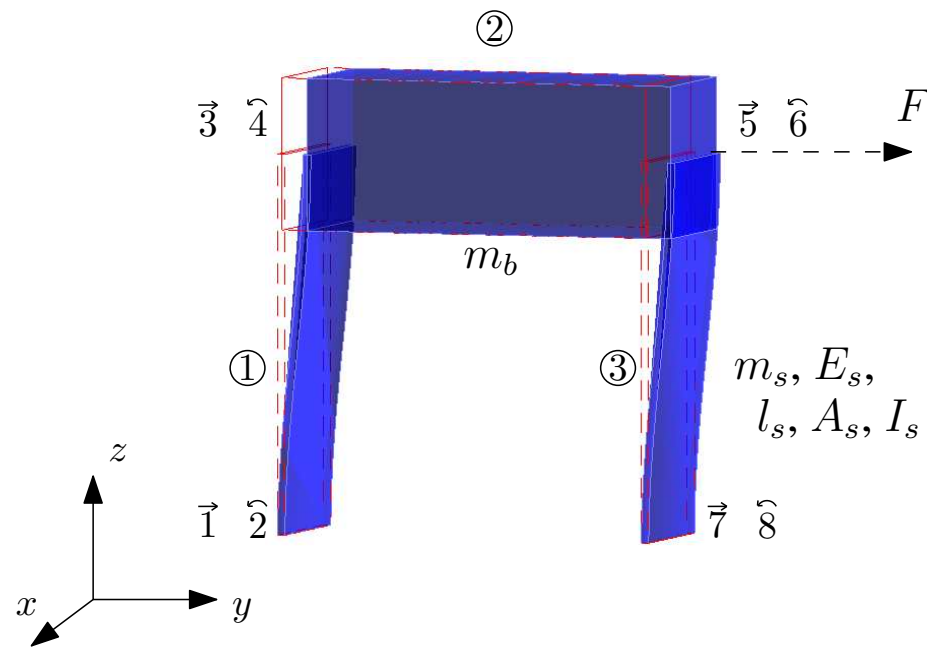 ②
3⃗ 4̑
5⃗ 6̑
F
m_b
①
③
m_s, E_s,
l_s, A_s, I_s
z
1⃗ 2̑
7⃗ 8̑
x
y